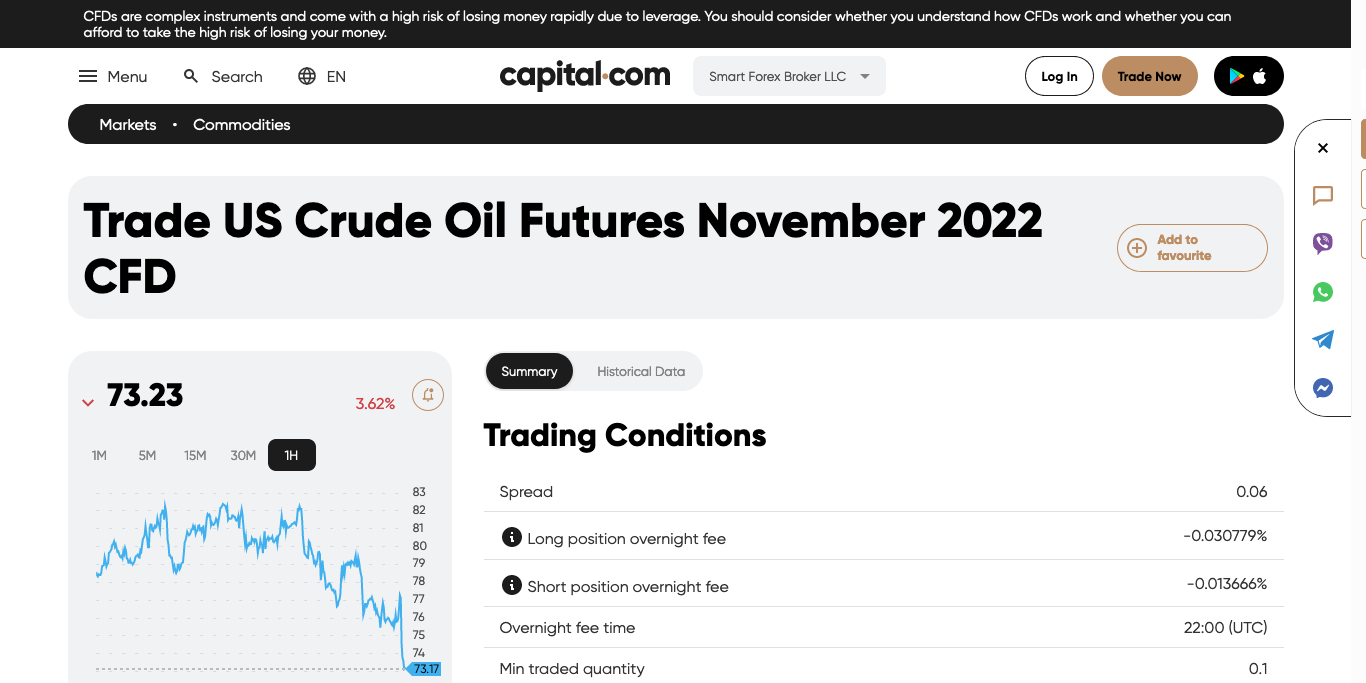 CFDs are complex instruments and come with a high risk of losing money rapidly due to leverage. You should consider whether you understand how CFDs work and whether you can
afford to take the high risk of losing your money.
Menu
Search
EN
capital.com
Smart Forex Broker LLC
Log In
Trade Now
Markets • Commodities
Trade US Crude Oil Futures November 2022
CFD
Add to
favourite
73.23
3.62%
1M 5M 15M 30M 1H
83
82
81
80
79
78
77
76
75
74
73.17
Summary
Historical Data
Trading Conditions
Spread 0.06
Long position overnight fee -0.030779%
Short position overnight fee -0.013666%
Overnight fee time 22:00 (UTC)
Min traded quantity 0.1